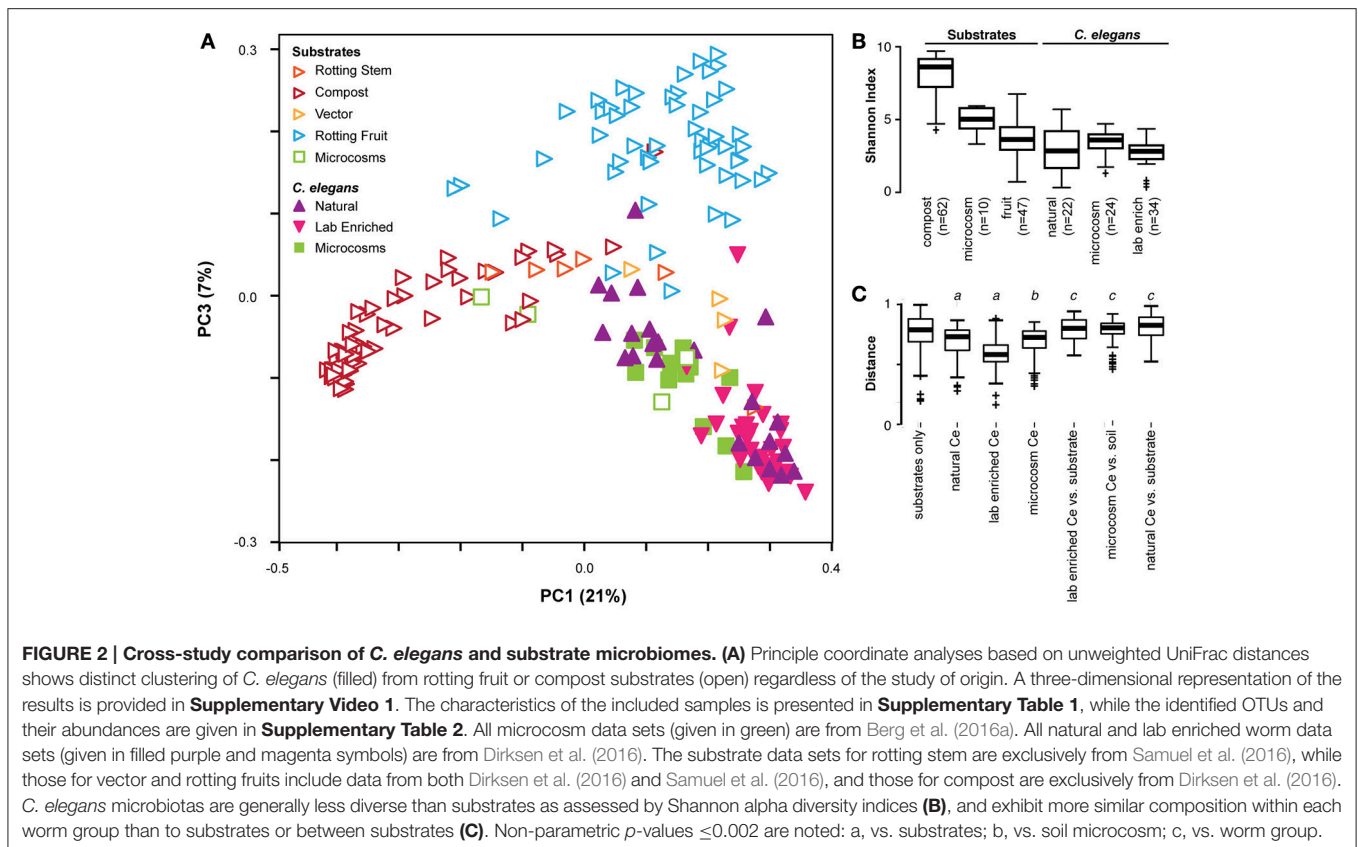 A
0.3
0.0
-0.3
PC3 (7%)
-0.5
0.0
0.4
PC1 (21%)
Substrates
Rotting Stem
Compost
Vector
Rotting Fruit
Microcosms
C. elegans
Natural
Lab Enriched
Microcosms
B
Substrates
C. elegans
10
5
0
Shannon Index
compost (n=62)
microcosm (n=10)
fruit (n=47)
natural (n=22)
microcosm (n=24)
lab enrich (n=34)
C
a
a
b
c
c
c
1
0
Distance
substrates only
natural Ce
lab enriched Ce
microcosm Ce
lab enriched Ce vs. substrate
microcosm Ce vs. soil
natural Ce vs. substrate
FIGURE 2 | Cross-study comparison of C. elegans and substrate microbiomes. (A) Principle coordinate analyses based on unweighted UniFrac distances
shows distinct clustering of C. elegans (filled) from rotting fruit or compost substrates (open) regardless of the study of origin. A three-dimensional representation of the
results is provided in Supplementary Video 1. The characteristics of the included samples is presented in Supplementary Table 1, while the identified OTUs and
their abundances are given in Supplementary Table 2. All microcosm data sets (given in green) are from Berg et al. (2016a). All natural and lab enriched worm data
sets (given in filled purple and magenta symbols) are from Dirksen et al. (2016). The substrate data sets for rotting stem are exclusively from Samuel et al. (2016), while
those for vector and rotting fruits include data from both Dirksen et al. (2016) and Samuel et al. (2016), and those for compost are exclusively from Dirksen et al. (2016).
C. elegans microbiotas are generally less diverse than substrates as assessed by Shannon alpha diversity indices (B), and exhibit more similar composition within each
worm group than to substrates or between substrates (C). Non-parametric p-values ≤0.002 are noted: a, vs. substrates; b, vs. soil microcosm; c, vs. worm group.